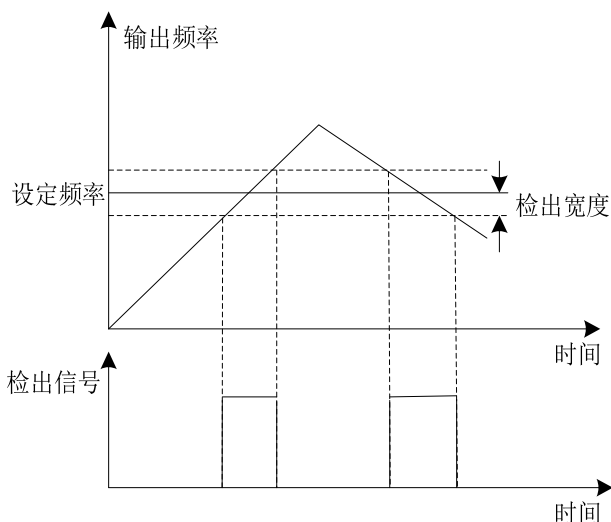 输出频率
设定频率
检出宽度
时间
检出信号
时间